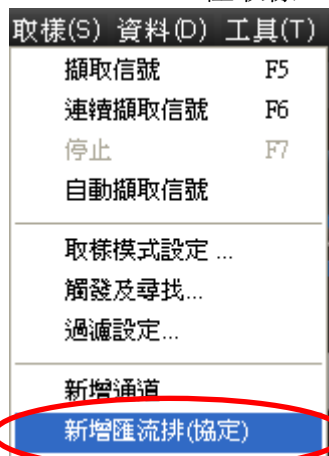 取樣(S) 資料(D) 工具(T)
擷取信號 F5
連續擷取信號 F6
停止 F7
自動擷取信號
取樣模式設定 ...
觸發及尋找...
過濾設定...
新增通道
新增匯流排(協定)